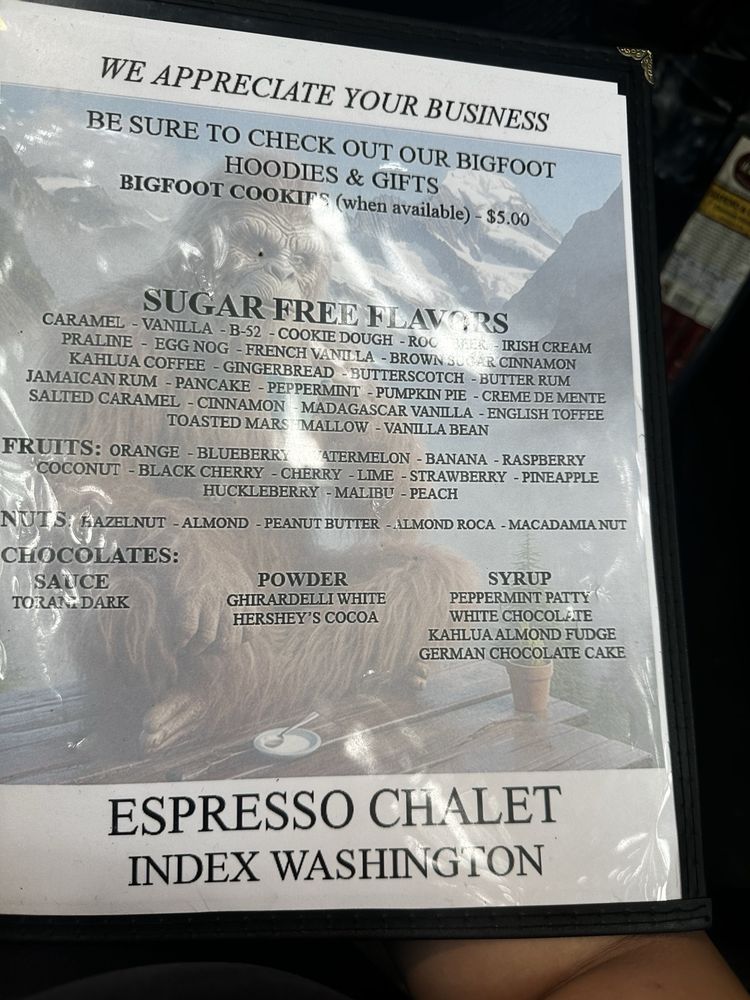 WE APPRECIATE YOUR BUSINESS
BE SURE TO CHECK OUT OUR BIGFOOT
HOODIES & GIFTS
BIGFOOT COOKIES (when available) - $5.00
SUGAR FREE FLAVORS
CARAMEL - VANILLA - B-52 - COOKIE DOUGH - - IRISH CREAM
PRALINE - EGG NOG - FRENCH VANILLA - BROWN SUGAR CINNAMON
KAHLUA COFFEE - GINGERBREAD - BUTTERSCOTCH - BUTTER RUM
JAMAICAN RUM - PANCAKE - PEPPERMINT - PUMPKIN PIE - CREME DE MENTE
SALTED CARAMEL - CINNAMON - MADAGASCAR VANILLA - ENGLISH TOFFEE
TOASTED MARSHMALLOW - VANILLA BEAN
FRUITS: ORANGE - BLUEBERRY WATERMELON - BANANA - RASPBERRY
COCONUT - BLACK CHERRY - CHERRY - LIME - STRAWBERRY - PINEAPPLE
HUCKLEBERRY - MALIBU - PEACH
NUTS: HAZELNUT - ALMOND - PEANUT BUTTER - ALMOND ROCA - MACADAMIA NUT
CHOCOLATES:
SAUCE
TORANI DARK
POWDER
GHIRARDELLI WHITE
HERSHEY'S COCOA
SYRUP
PEPPERMINT PATTY
WHITE CHOCOLATE
KAHLUA ALMOND FUDGE
GERMAN CHOCOLATE CAKE
ESPRESSO CHALET
INDEX WASHINGTON